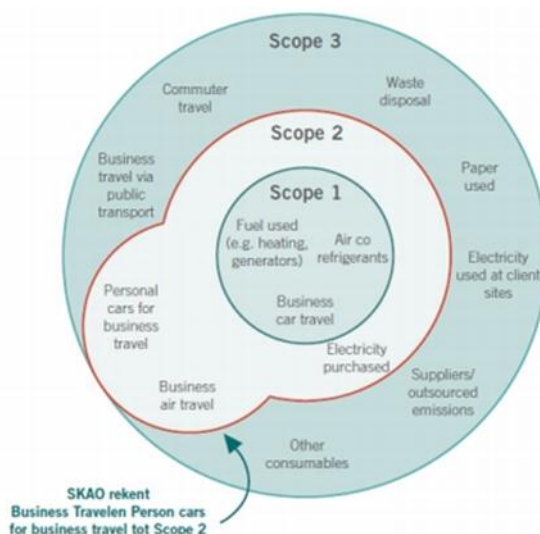 Scope 3
Commuter
travel
Waste
disposal
Scope 2
Business
travel via
public
transport
Paper
used
Scope 1
Fuel used
(e.g. heating,
generators)
Air co
refrigerants
Electricity
used at client
sites
Personal
cars for
business
travel
Business
car travel
Electricity
purchased
Business
air travel
Suppliers/
outsourced
emissions
Other
consumables
SKAO rekent
Business Travelen Person cars
for business travel tot Scope 2